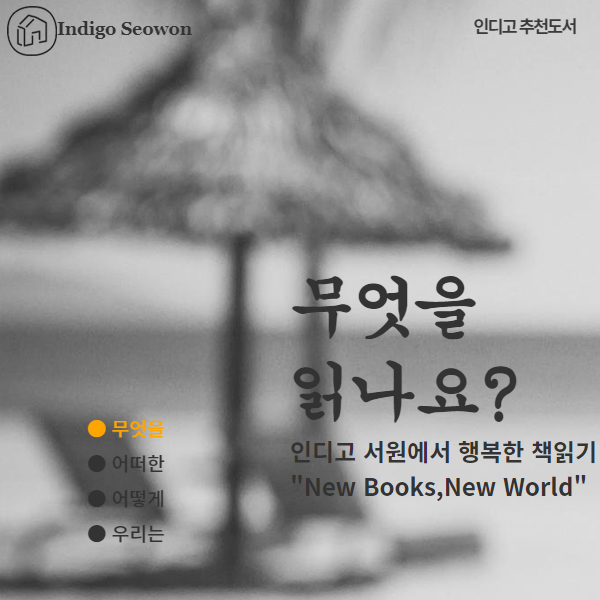 Indigo Seowon
인디고 추천도서
무엇을
읽나요?
인디고 서원에서 행복한 책읽기
"New Books,New World"
무엇을
어떠한
어떻게
우리는